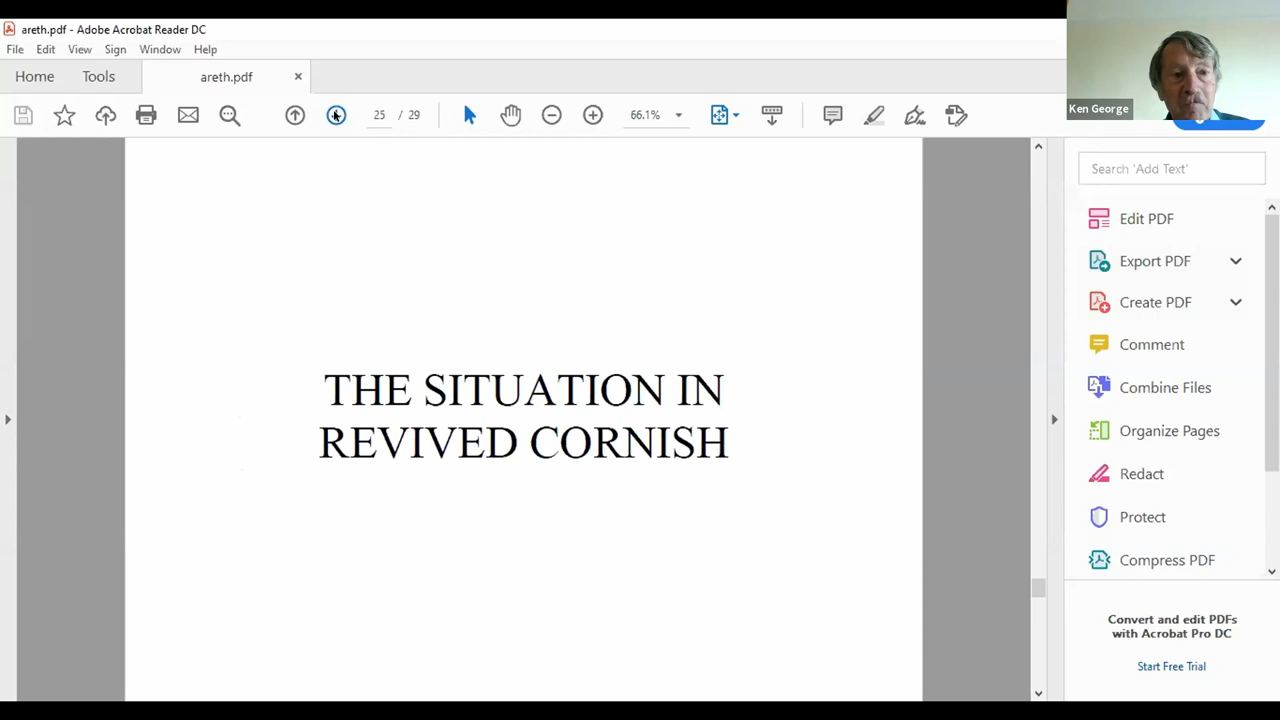 areth.pdf - Adobe Acrobat Reader DC
File Edit View Sign Window Help
Home Tools areth.pdf ×
25 / 29 66.1%
Ken George
THE SITUATION IN
REVIVED CORNISH
Search 'Add Text'
Edit PDF
Export PDF
Create PDF
Comment
Combine Files
Organize Pages
Redact
Protect
Compress PDF
Convert and edit PDFs
with Acrobat Pro DC
Start Free Trial